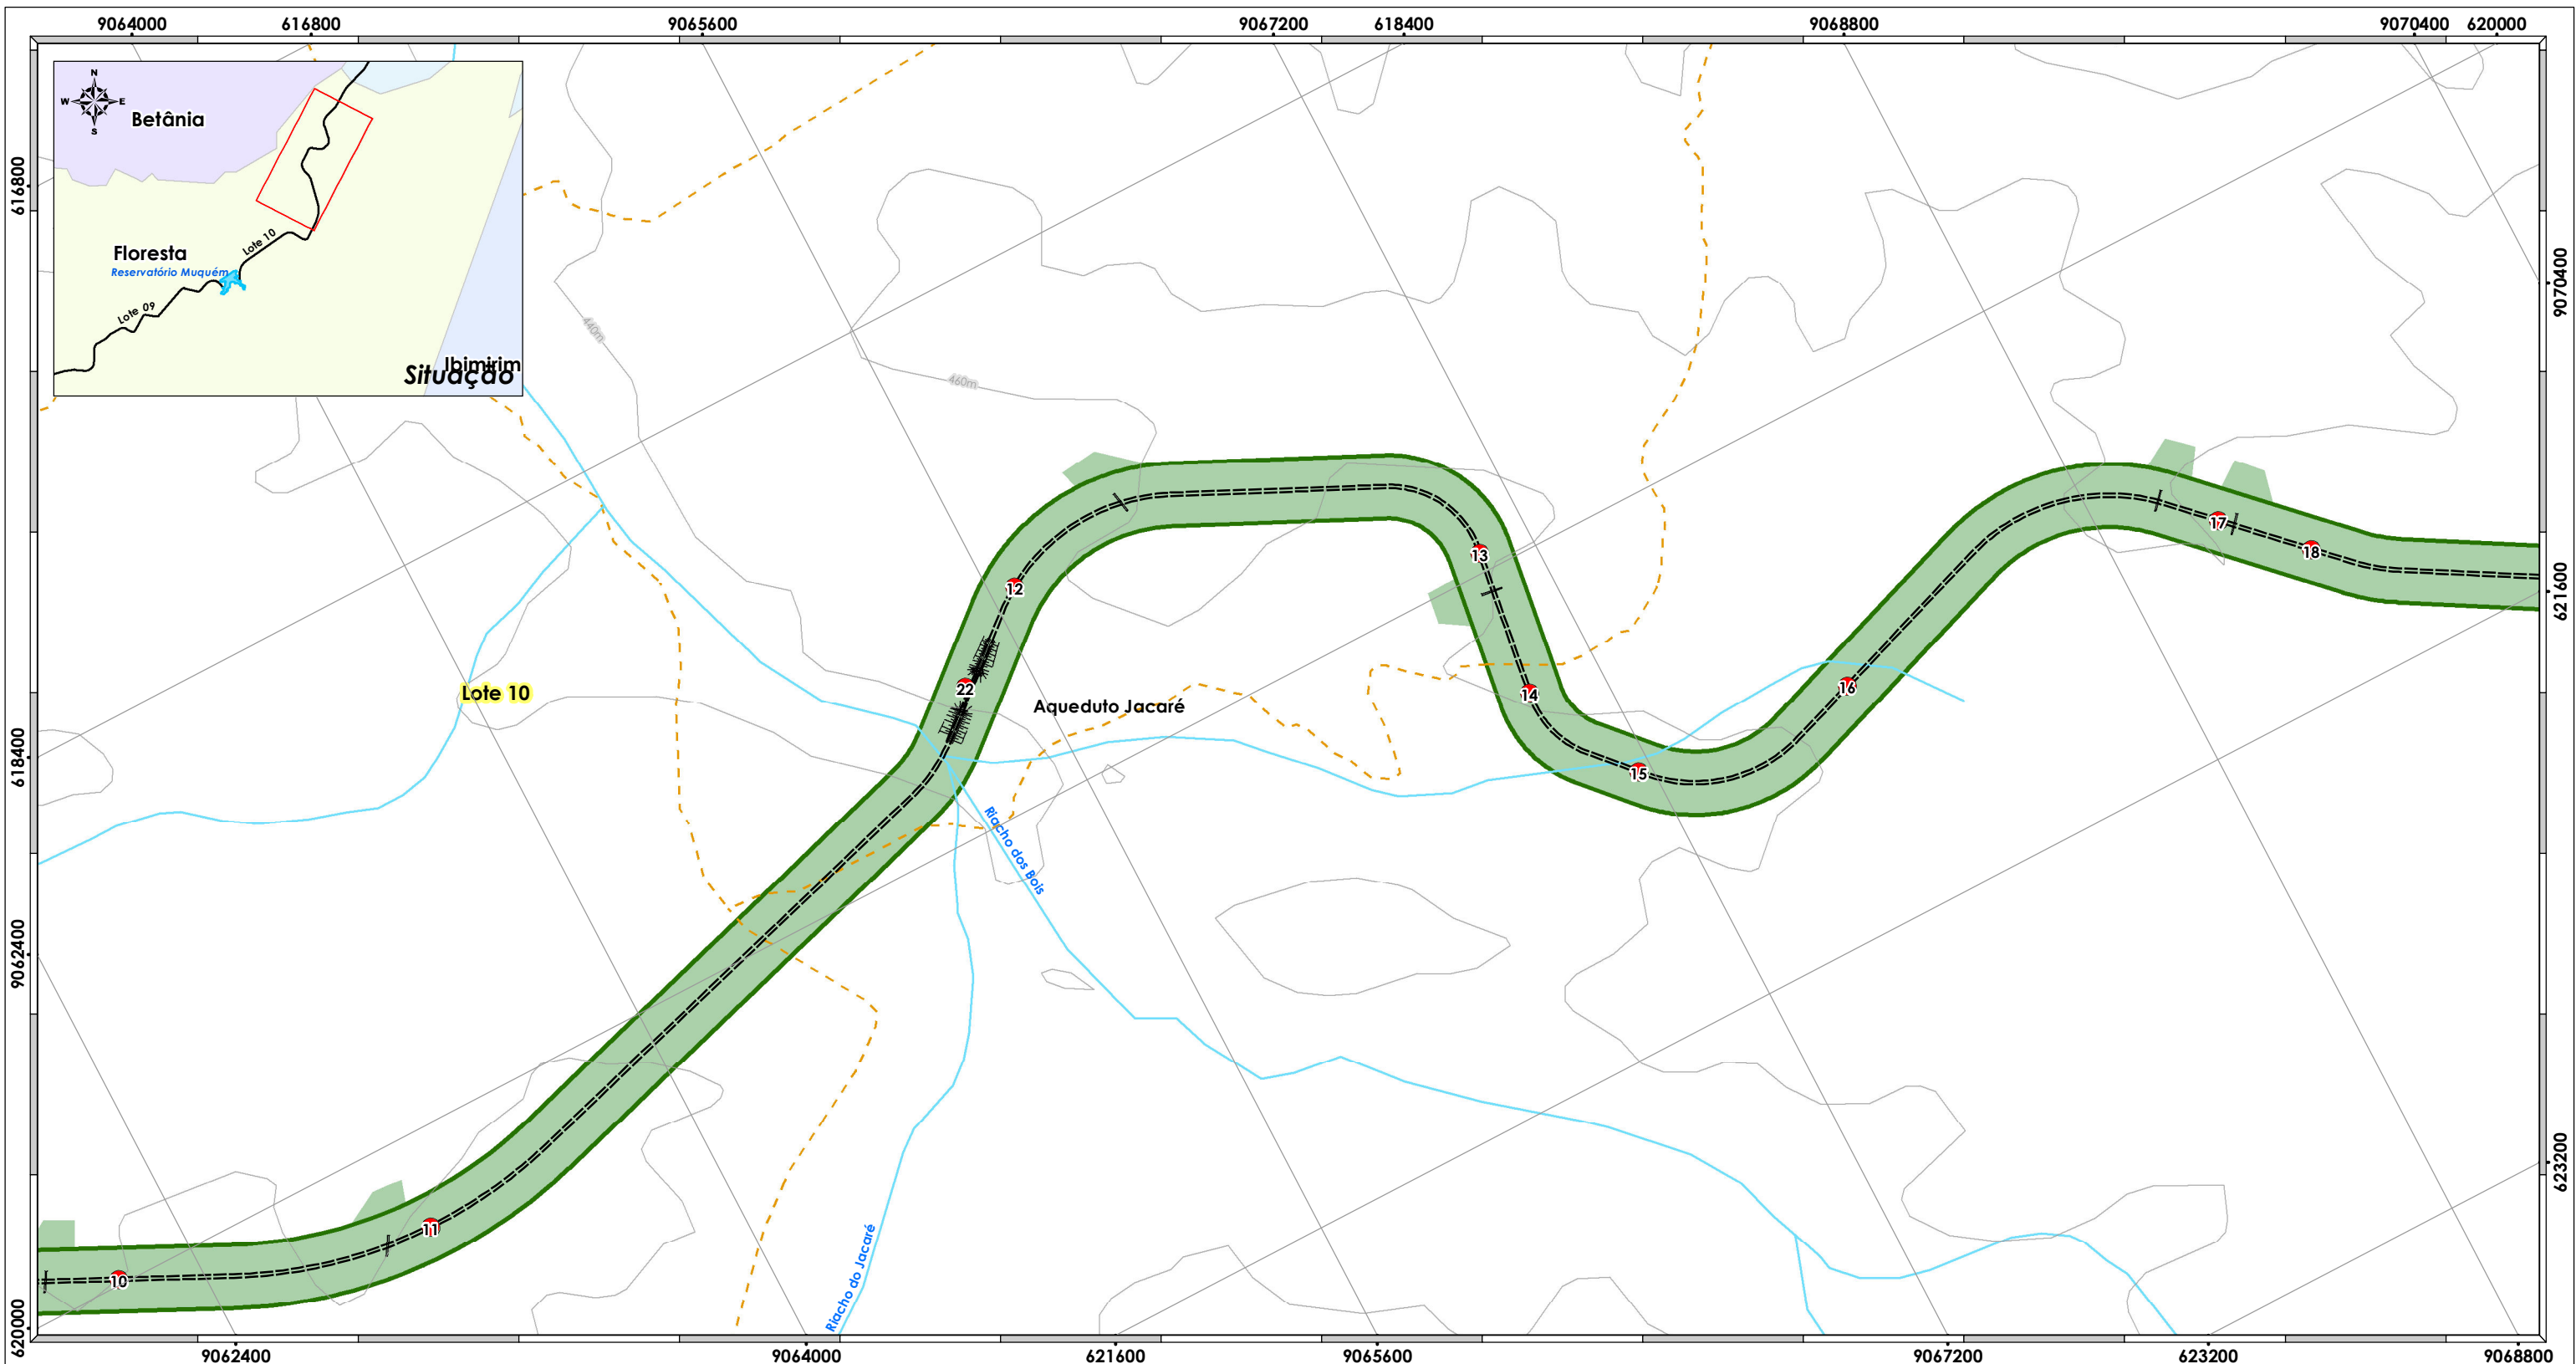 9064000 616800 9065600 9067200 618400 9068800 9070400 620000
N
W E
S
Betânia
Floresta
Reservatório Muquém
Lote 10
Lote 09
Ibimirim
Situação
616800
618400
9062400
620000
9070400
621600
623200
440m
460m
12
13
17
18
22
14
16
15
Lote 10
Aqueduto Jacaré
Riacho dos Bois
11
10
Riacho do Jacaré
9062400 9064000 621600 9065600 9067200 623200 9068800